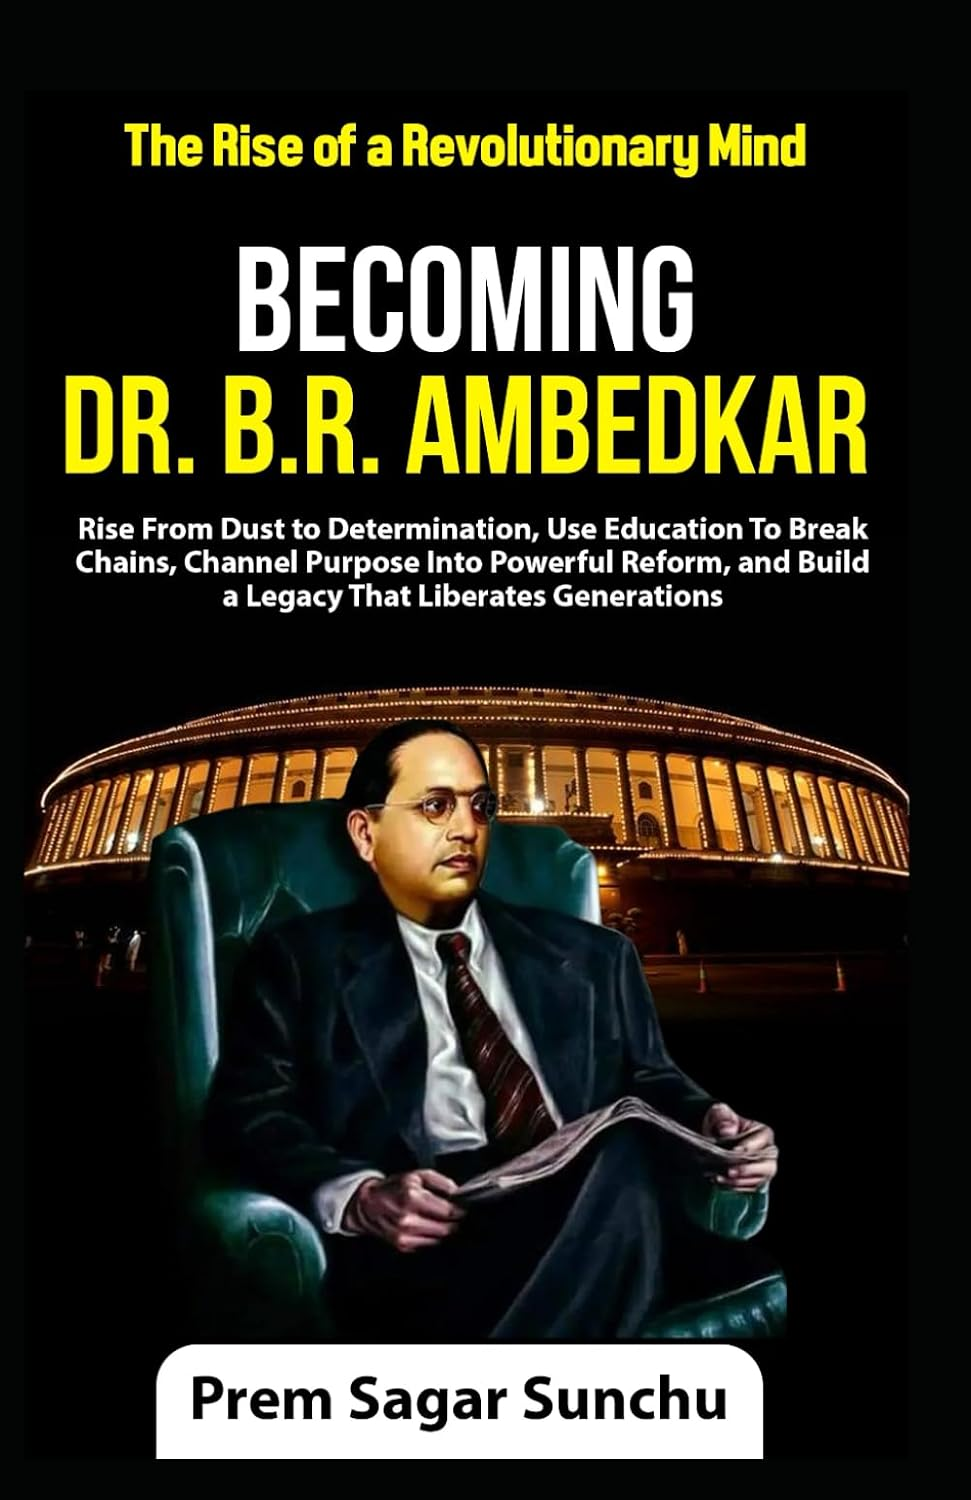 The Rise of a Revolutionary Mind
BECOMING
DR. B.R. AMBEDKAR
Rise From Dust to Determination, Use Education To Break
Chains, Channel Purpose Into Powerful Reform, and Build
a Legacy That Liberates Generations
Prem Sagar Sunchu